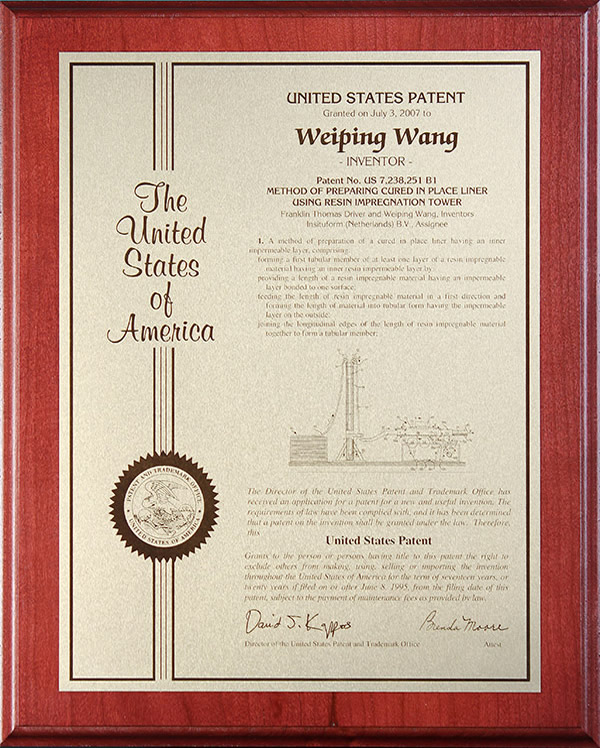 The
United
States
of
America
UNITED STATES PATENT
Granted on July 3, 2007 to
Weiping Wang
- INVENTOR -
Patent No. US 7,238,251 B1
METHOD OF PREPARING CURED IN PLACE LINER
USING RESIN IMPREGNATION TOWER
Franklin Thomas Driver and Weiping Wang, Inventors
Insituform (Netherlands) B.V., Assignee
1. A method of preparation of a cured in place liner having an inner
impermeable layer, comprising:
forming a first tubular member of at least one layer of a resin impregnable
material having an inner resin impermeable layer by;
providing a length of a resin impregnable material having an impermeable
layer bonded to one surface;
feeding the length of resin impregnable material in a first direction and
forming the length of material into tubular form having the impermeable
layer on the outside;
joining the longitudinal edges of the length of resin impregnable material
together to form a tabular member;
The Director of the United States Patent and Trademark Office has
received an application for a patent for a new and useful invention. The
requirements of law have been complied with, and it has been determined
that a patent on the invention shall be granted under the law. Therefore,
this
United States Patent
Grants to the person or persons having title to this patent the right to
exclude others from making, using, selling or importing the invention
throughout the United States of America for the term of seventeen years, or
twenty years if filed on or after June 8, 1995, from the filing date of this
patent, subject to the payment of maintenance fees as provided by law.
PATENT AND TRADEMARK OFFICE
UNITED STATES OF AMERICA
David J. Kappos
Brenda Moore
Director of the United States Patent and Trademark Office
Attest